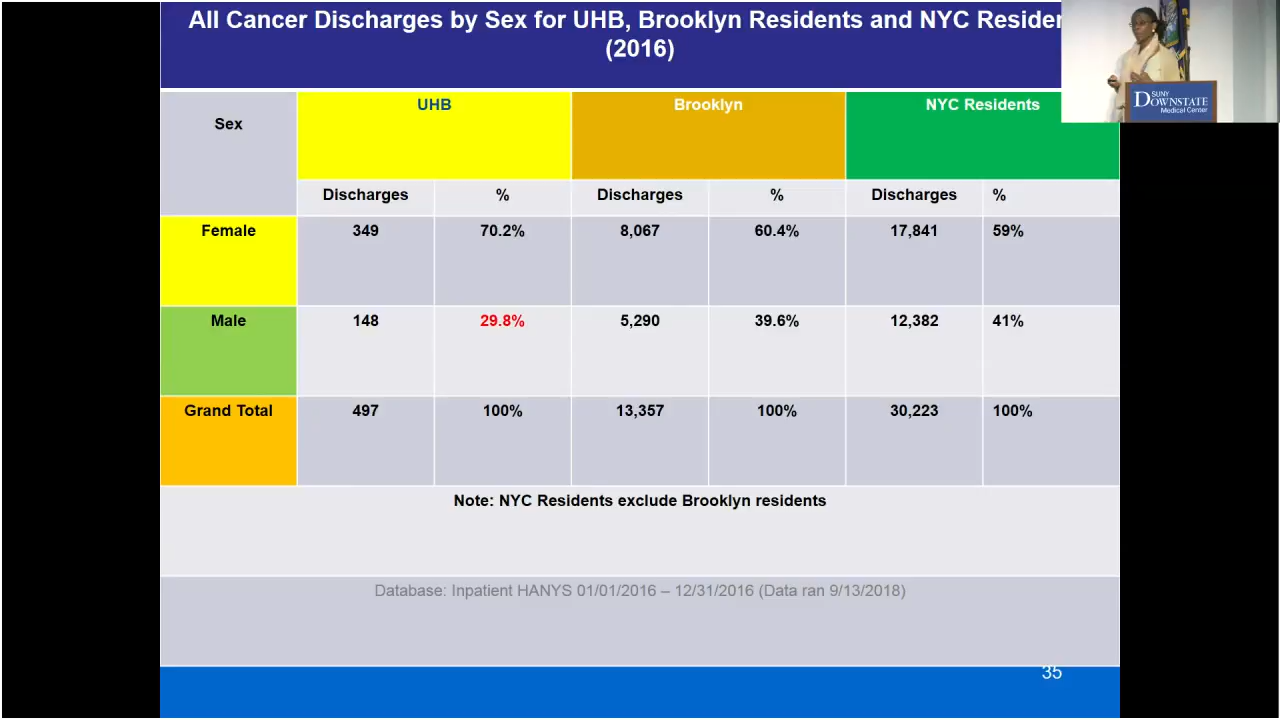 All Cancer Discharges by Sex for UHB, Brooklyn Residents and NYC
(2016)
SUNY
DOWNSTATE
Medical Center
Sex
UHB
Brooklyn
NYC Residents
Discharges % Discharges % Discharges %
Female 349 70.2% 8,067 60.4% 17,841 59%
Male 148 29.8% 5,290 39.6% 12,382 41%
Grand Total 497 100% 13,357 100% 30,223 100%
Note: NYC Residents exclude Brooklyn residents
Database: Inpatient HANYS 01/01/2016 – 12/31/2016 (Data ran 9/13/2018)
35